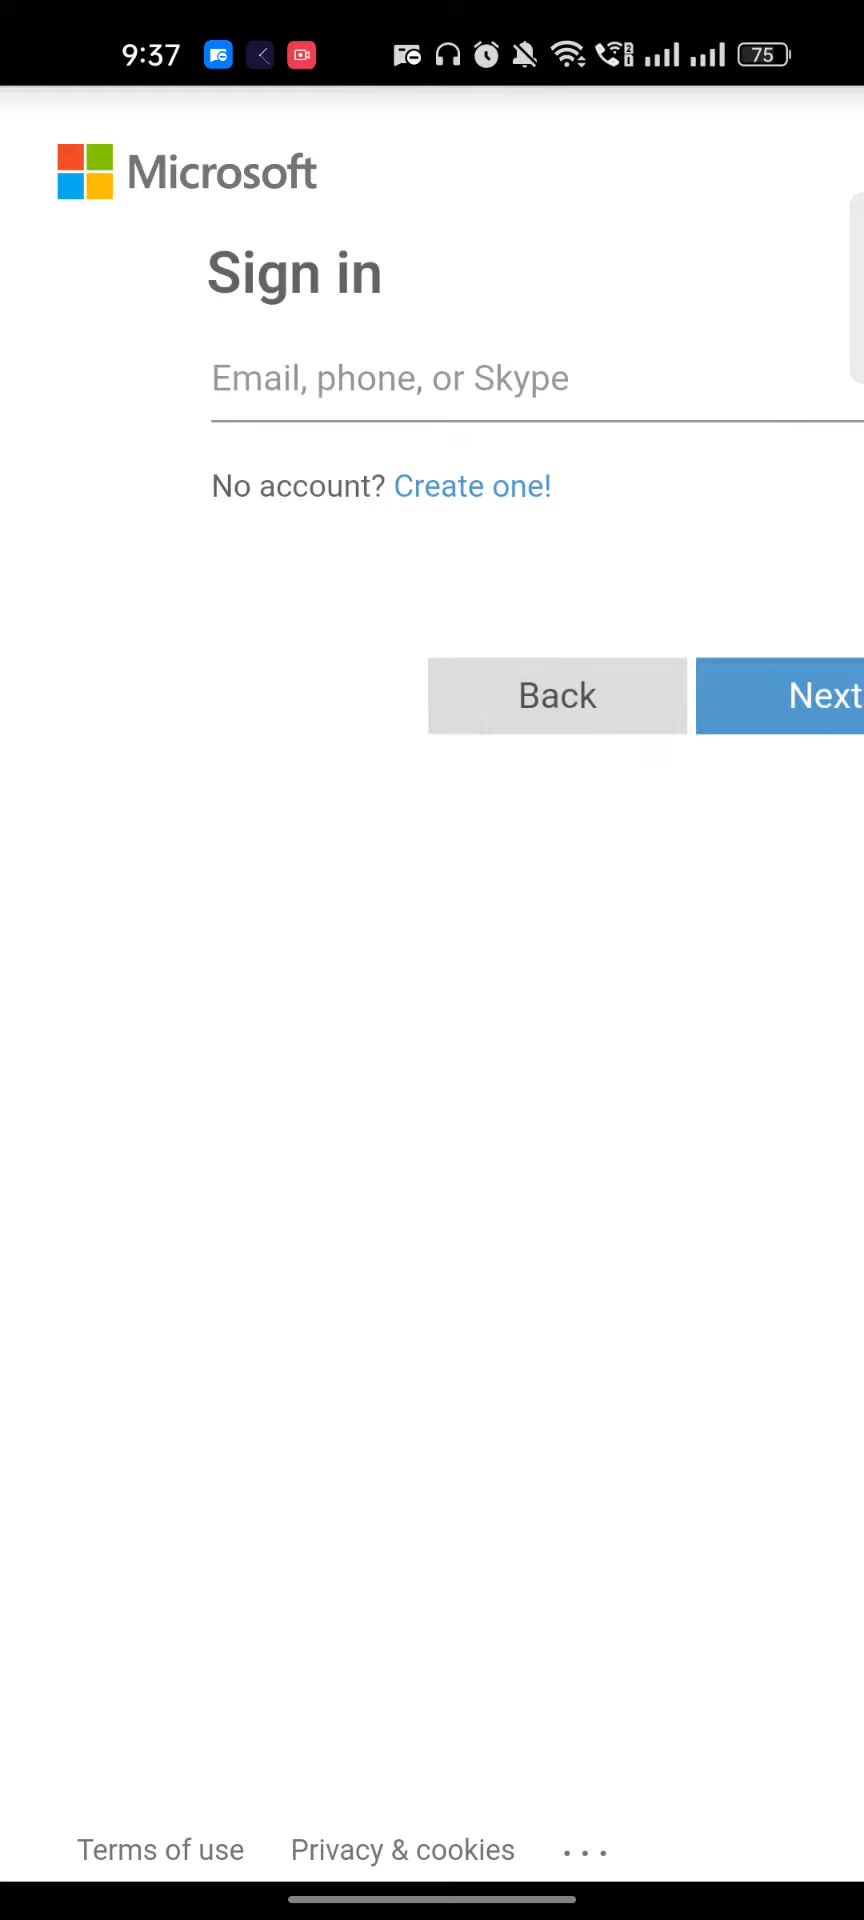 9:37
75
Microsoft
Sign in
Email, phone, or Skype
No account? Create one!
Back Next
Terms of use Privacy & cookies ...